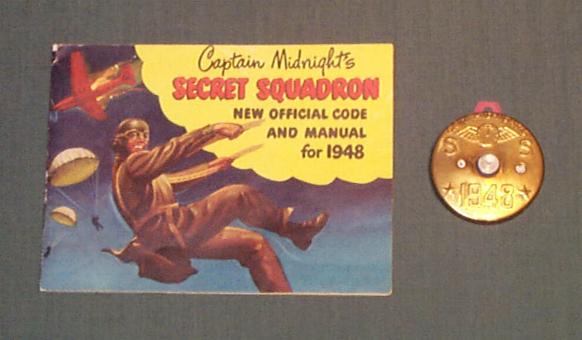 Captain Midnight's
SECRET SQUADRON
NEW OFFICIAL CODE
AND MANUAL
for 1948
S S
1948